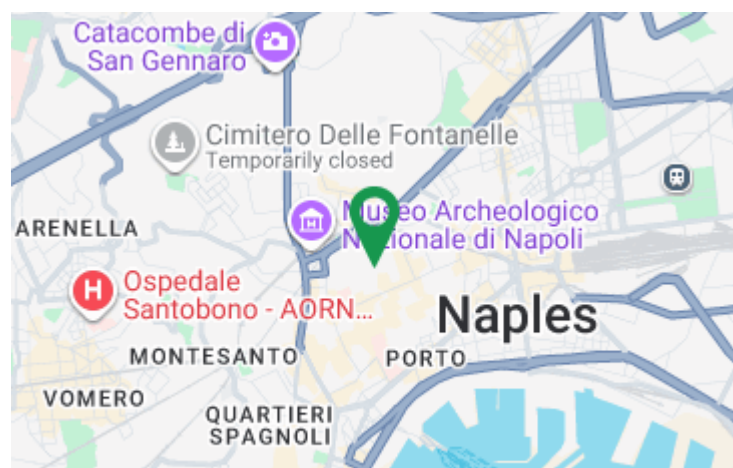 Catacombe di
San Gennaro
Cimitero Delle Fontanelle
Temporarily closed
Museo Archeologico
Nazionale di Napoli
ARENELLA
H
Ospedale
Santobono - AORN...
Naples
MONTESANTO
PORTO
VOMERO
QUARTIERI
SPAGNOLI